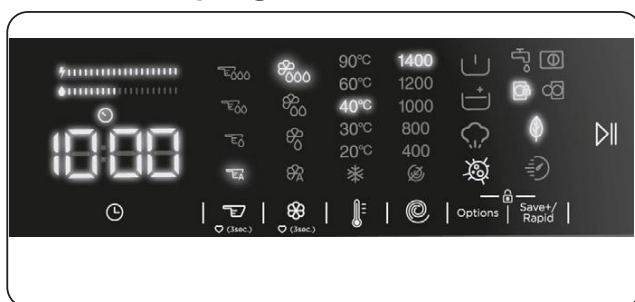 90°C 1400
60°C 1200
40°C 1000
30°C 800
20°C 400
10:00
A A
Options Save+/
Rapid
(3sec.) (3sec.)